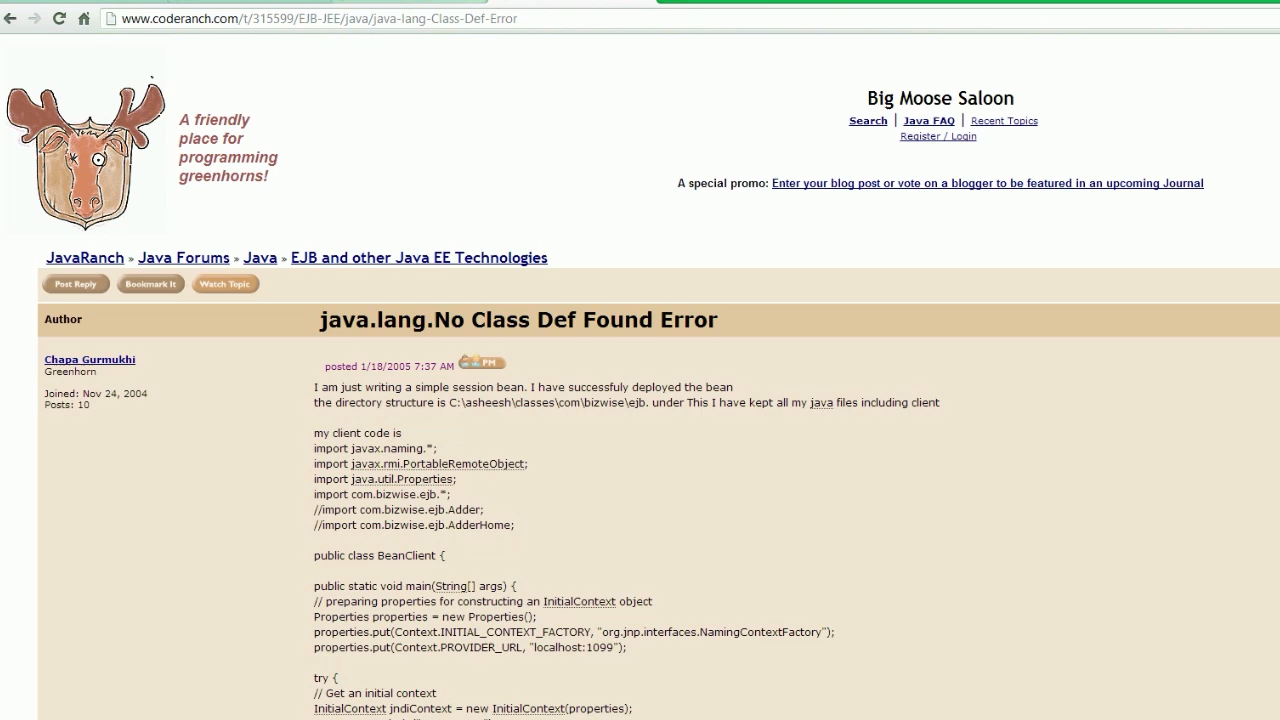 www.coderanch.com/t/315599/EJB-JEE/java/java-lang-Class-Def-Error
A friendly
place for
programming
greenhorns!
Big Moose Saloon
Search | Java FAQ | Recent Topics
Register / Login
A special promo: Enter your blog post or vote on a blogger to be featured in an upcoming Journal
JavaRanch » Java Forums » Java » EJB and other Java EE Technologies
Post Reply Bookmark It Watch Topic
Author java.lang.No Class Def Found Error
Chapa Gurmukhi
Greenhorn
Joined: Nov 24, 2004
Posts: 10
posted 1/18/2005 7:37 AM PM
I am just writing a simple session bean. I have successfuly deployed the bean
the directory structure is C:\asheesh\classes\com\bizwise\ejb. under This I have kept all my java files including client
my client code is
import javax.naming.*;
import javax.rmi.PortableRemoteObject;
import java.util.Properties;
import com.bizwise.ejb.*;
//import com.bizwise.ejb.Adder;
//import com.bizwise.ejb.AdderHome;
public class BeanClient {
public static void main(String[] args) {
// preparing properties for constructing an InitialContext object
Properties properties = new Properties();
properties.put(Context.INITIAL_CONTEXT_FACTORY, "org.jnp.interfaces.NamingContextFactory");
properties.put(Context.PROVIDER_URL, "localhost:1099");
try {
// Get an initial context
InitialContext jndiContext = new InitialContext(properties);